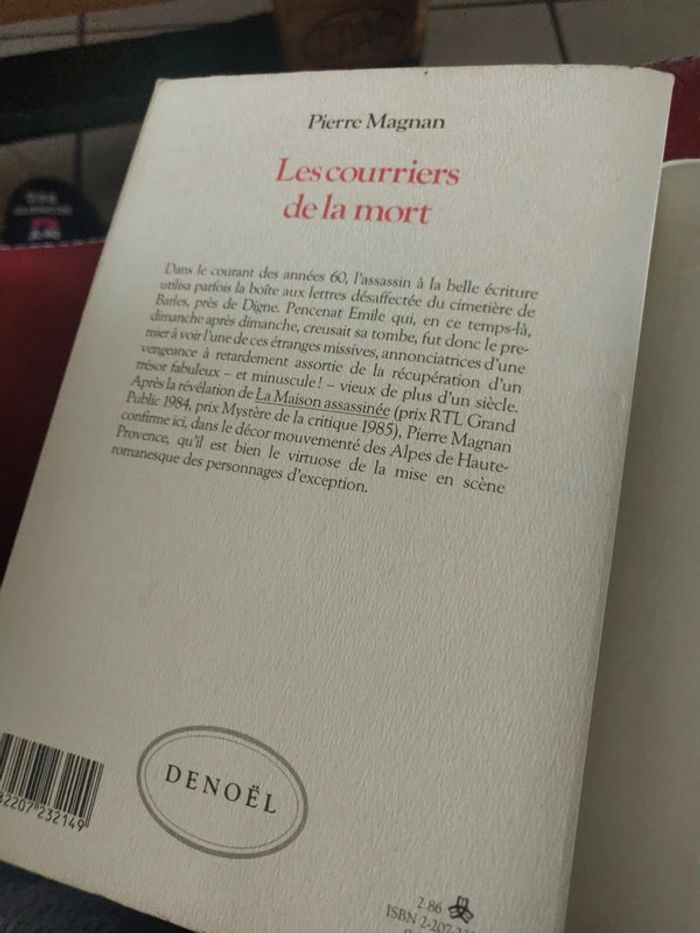 Pierre Magnan
Les courriers
de la mort
Dans le courant des années 60, l'assassin à la belle écriture
utilisa parfois la boîte aux lettres désaffectée du cimetière de
Barles, près de Digne. Pencenat Emile qui, en ce temps-là,
dimanche après dimanche, creusait sa tombe, fut donc le pre-
mier à voir l'une de ces étranges missives, annonciatrices d'une
vengeance à retardement assortie de la récupération d'un
trésor fabuleux – et minuscule ! – vieux de plus d'un siècle.
Après la révélation de La Maison assassinée (prix RTL Grand
Public 1984, prix Mystère de la critique 1985), Pierre Magnan
confirme ici, dans le décor mouvementé des Alpes de Haute-
Provence, qu'il est bien le virtuose de la mise en scène
romanesque des personnages d'exception.
DENOËL
82207 232149
2.86
ISBN 2-207-